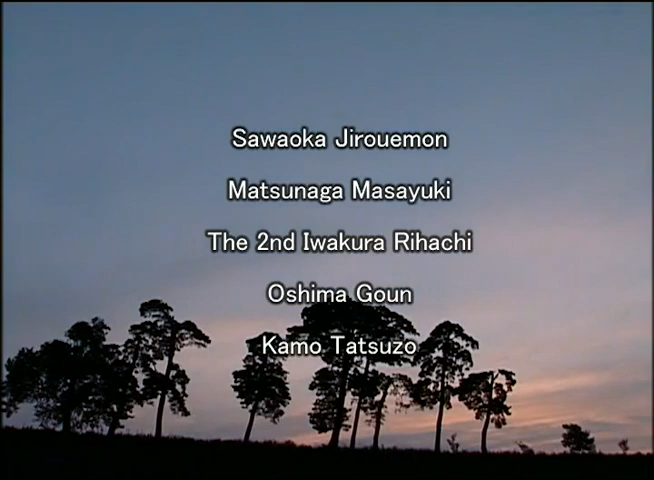 Sawaoka Jirouemon
Matsunaga Masayuki
The 2nd Iwakura Rihachi
Oshima Goun
Kamo Tatsuzo